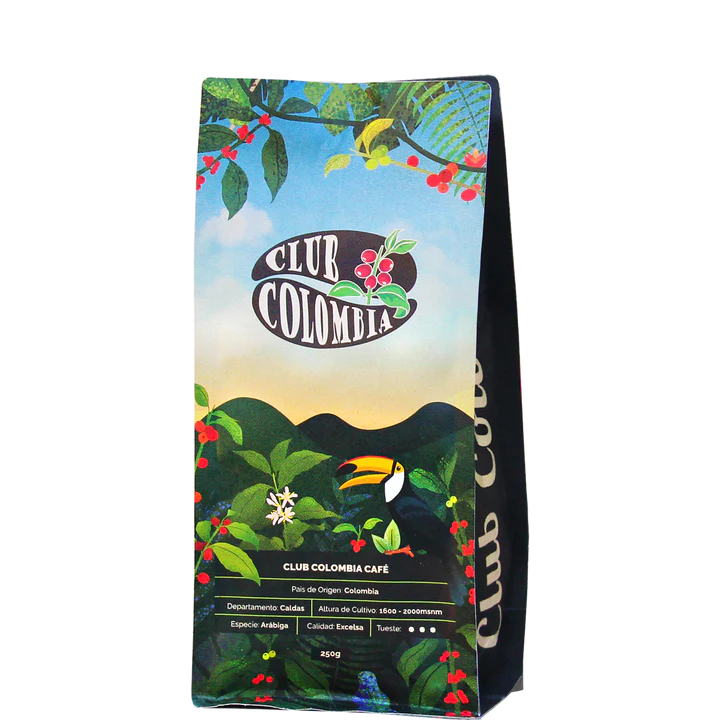 CLUB
COLOMBIA
CLUB COLOMBIA CAFÉ
País de Origen: Colombia
Departamento: Caldas
Altura de Cultivo: 1600 - 2000msnm
Especie: Arábiga
Calidad: Excelsa
Tueste:
250g
Club Colo